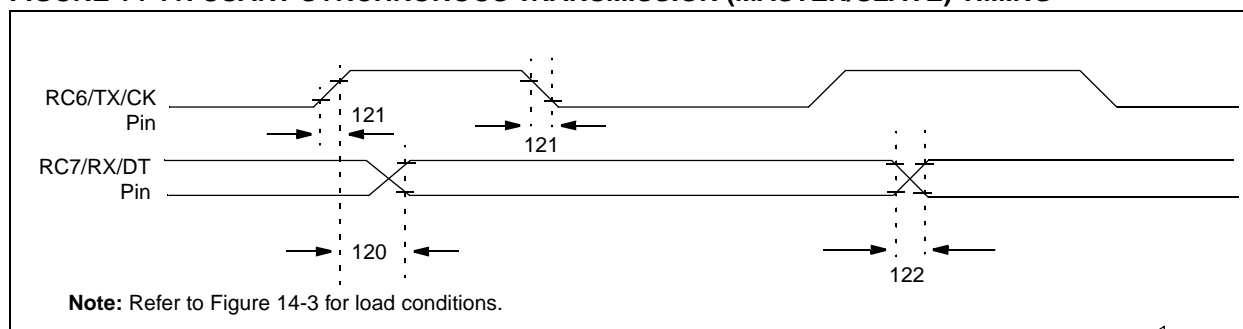 RC6/TX/CK
Pin
121
121
RC7/RX/DT
Pin
120
122
Note: Refer to Figure 14-3 for load conditions.